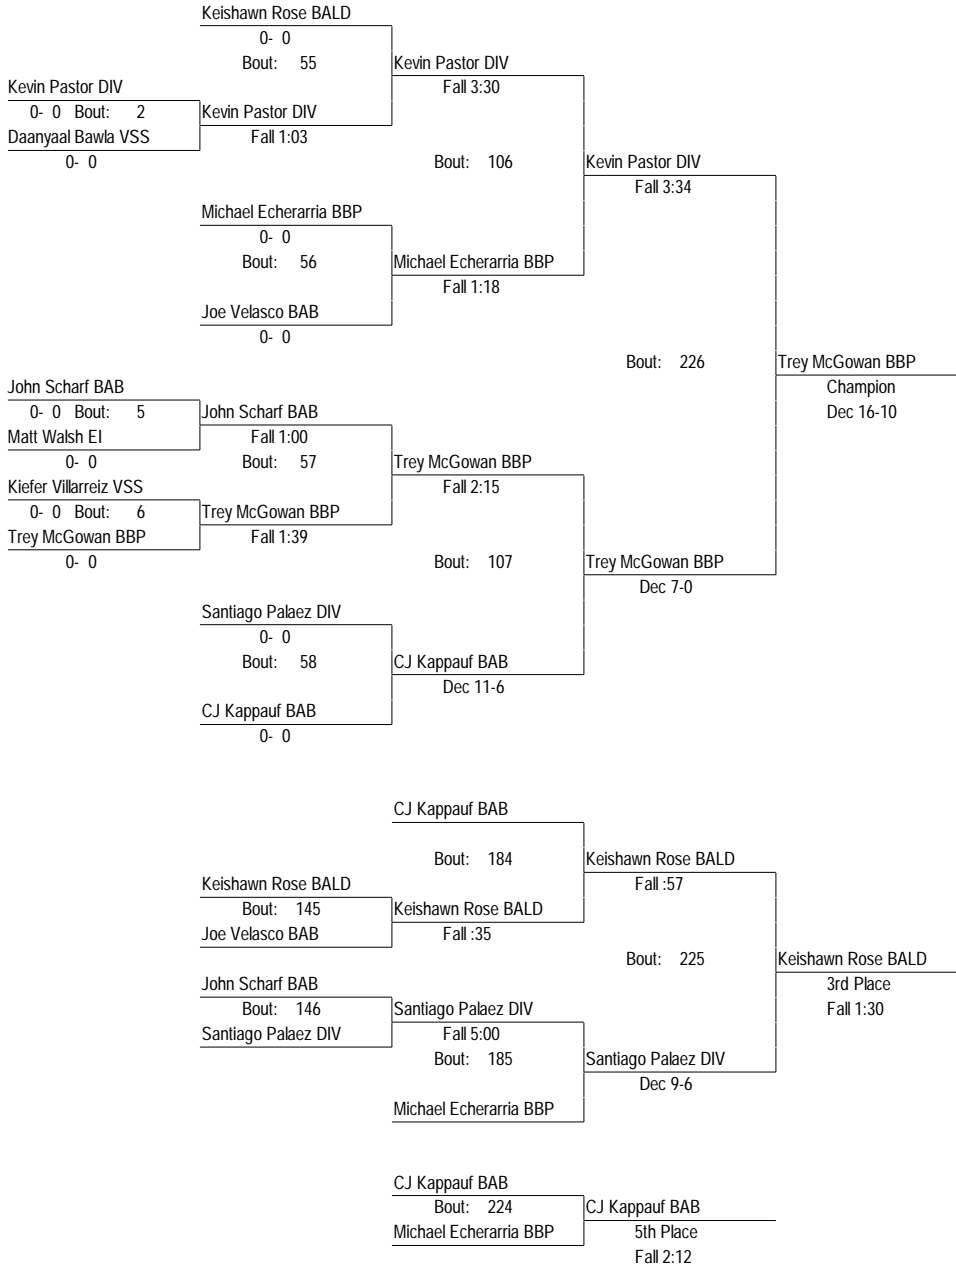 Keishawn Rose BALD
0- 0
Bout: 55
Kevin Pastor DIV
Fall 3:30
Kevin Pastor DIV
0- 0 Bout: 2
Kevin Pastor DIV
Daanyaal Bawla VSS
Fall 1:03
0- 0
Bout: 106
Kevin Pastor DIV
Fall 3:34
Michael Echerarria BBP
0- 0
Bout: 56
Michael Echerarria BBP
Fall 1:18
Joe Velasco BAB
0- 0
Bout: 226
Trey McGowan BBP
Champion
Dec 16-10
John Scharf BAB
0- 0 Bout: 5
John Scharf BAB
Matt Walsh EI
Fall 1:00
0- 0
Bout: 57
Trey McGowan BBP
Fall 2:15
Kiefer Villarreiz VSS
0- 0 Bout: 6
Trey McGowan BBP
Trey McGowan BBP
Fall 1:39
0- 0
Bout: 107
Trey McGowan BBP
Dec 7-0
Santiago Palaez DIV
0- 0
Bout: 58
CJ Kappauf BAB
Dec 11-6
CJ Kappauf BAB
0- 0
CJ Kappauf BAB
Bout: 184
Keishawn Rose BALD
Fall :57
Keishawn Rose BALD
Bout: 145
Keishawn Rose BALD
Joe Velasco BAB
Fall :35
Bout: 225
Keishawn Rose BALD
3rd Place
Fall 1:30
John Scharf BAB
Bout: 146
Santiago Palaez DIV
Santiago Palaez DIV
Fall 5:00
Bout: 185
Santiago Palaez DIV
Dec 9-6
Michael Echerarria BBP
CJ Kappauf BAB
Bout: 224
CJ Kappauf BAB
Michael Echerarria BBP
5th Place
Fall 2:12